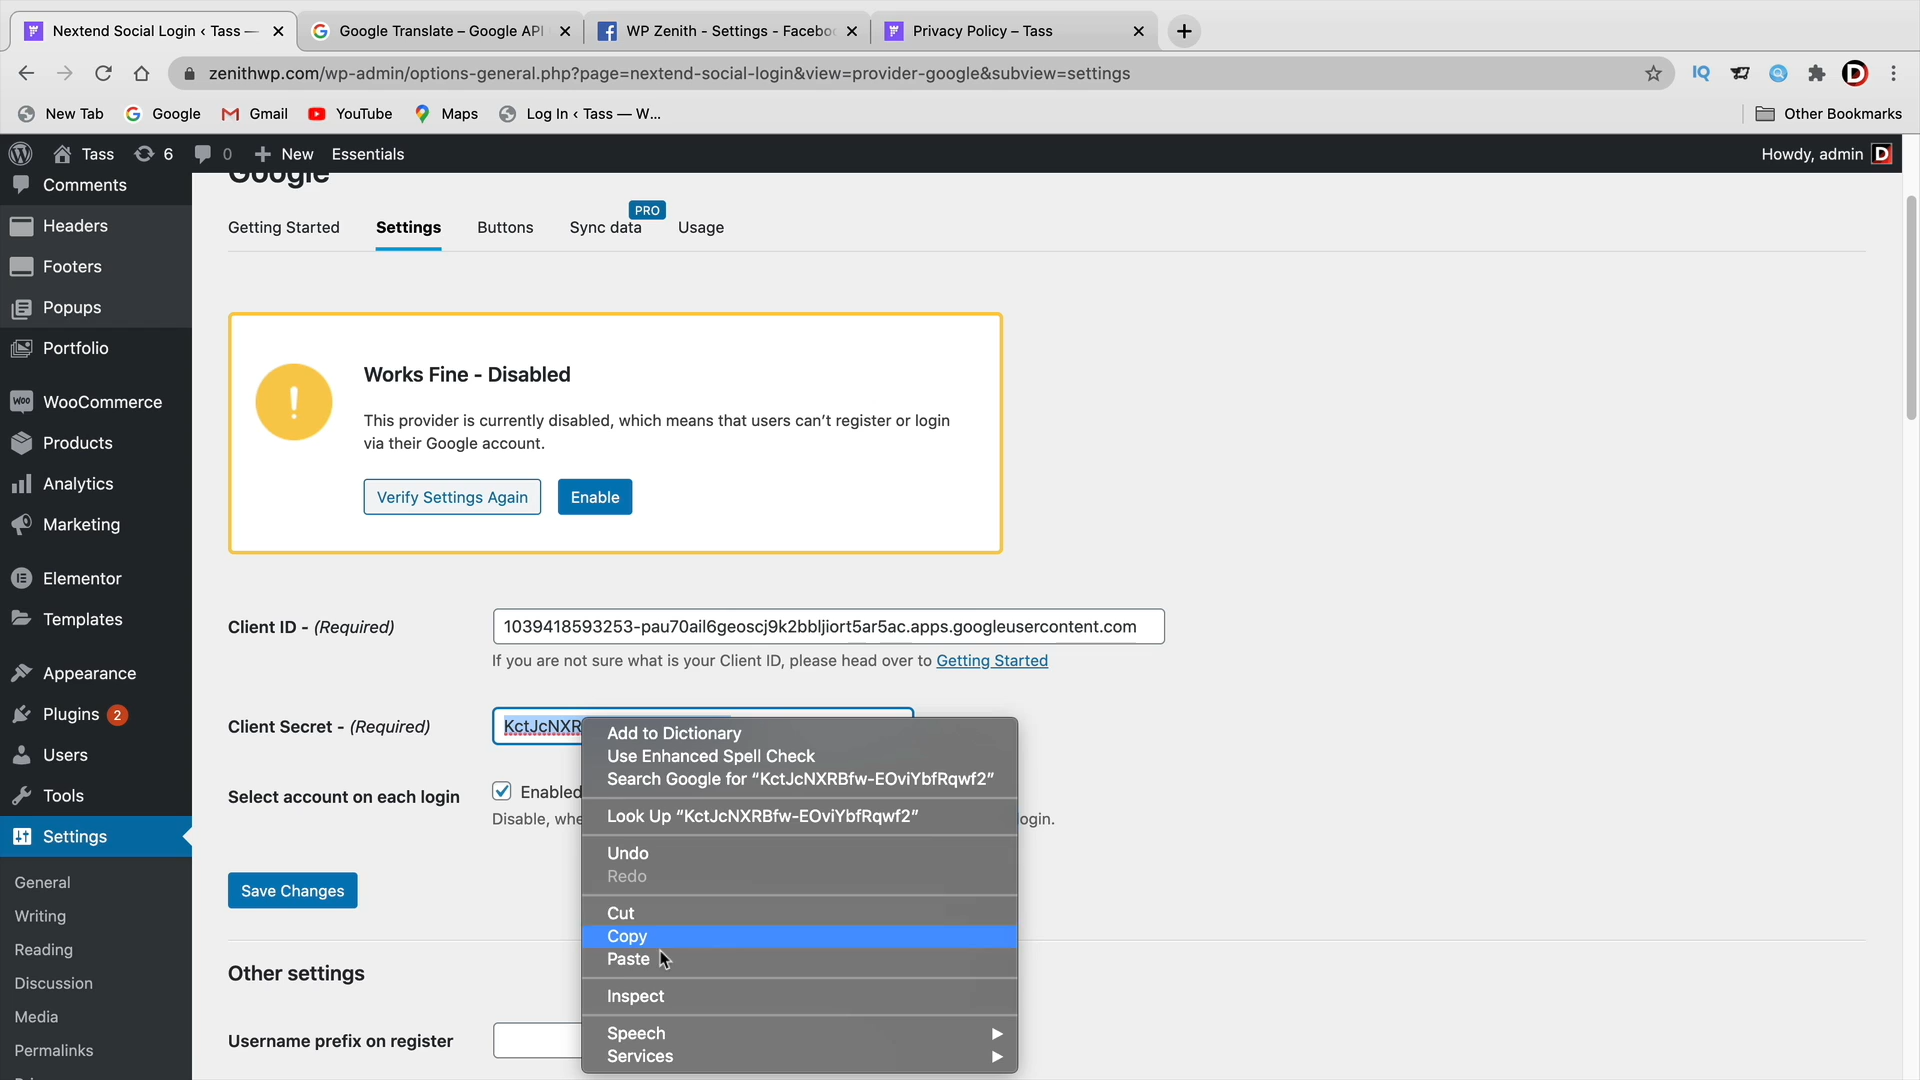 Nextend Social Login ‹ Tass —
Google Translate – Google API
WP Zenith - Settings - Facebo
Privacy Policy – Tass
zenithwp.com/wp-admin/options-general.php?page=nextend-social-login&view=provider-google&subview=settings
IQ
D
New Tab
Google
Gmail
YouTube
Maps
Log In ‹ Tass — W...
Other Bookmarks
Tass
6
0
New
Essentials
Howdy, admin
D
Comments
Headers
Footers
Popups
Portfolio
WOO
WooCommerce
Products
Analytics
Marketing
Elementor
Templates
Appearance
Plugins 2
Users
Tools
Settings
General
Writing
Reading
Discussion
Media
Permalinks
Google
Getting Started
Settings
Buttons
Sync data
PRO
Usage
Works Fine - Disabled
This provider is currently disabled, which means that users can’t register or login
via their Google account.
Verify Settings Again
Enable
Client ID - (Required)
1039418593253-pau70ail6geoscj9k2bbljiort5ar5ac.apps.googleusercontent.com
If you are not sure what is your Client ID, please head over to Getting Started
Client Secret - (Required)
KctJcNXR
Select account on each login
Enabled
Disable, whe
ogin.
Save Changes
Other settings
Username prefix on register
Add to Dictionary
Use Enhanced Spell Check
Search Google for “KctJcNXRBfw-EOviYbfRqwf2”
Look Up “KctJcNXRBfw-EOviYbfRqwf2”
Undo
Redo
Cut
Copy
Paste
Inspect
Speech
Services